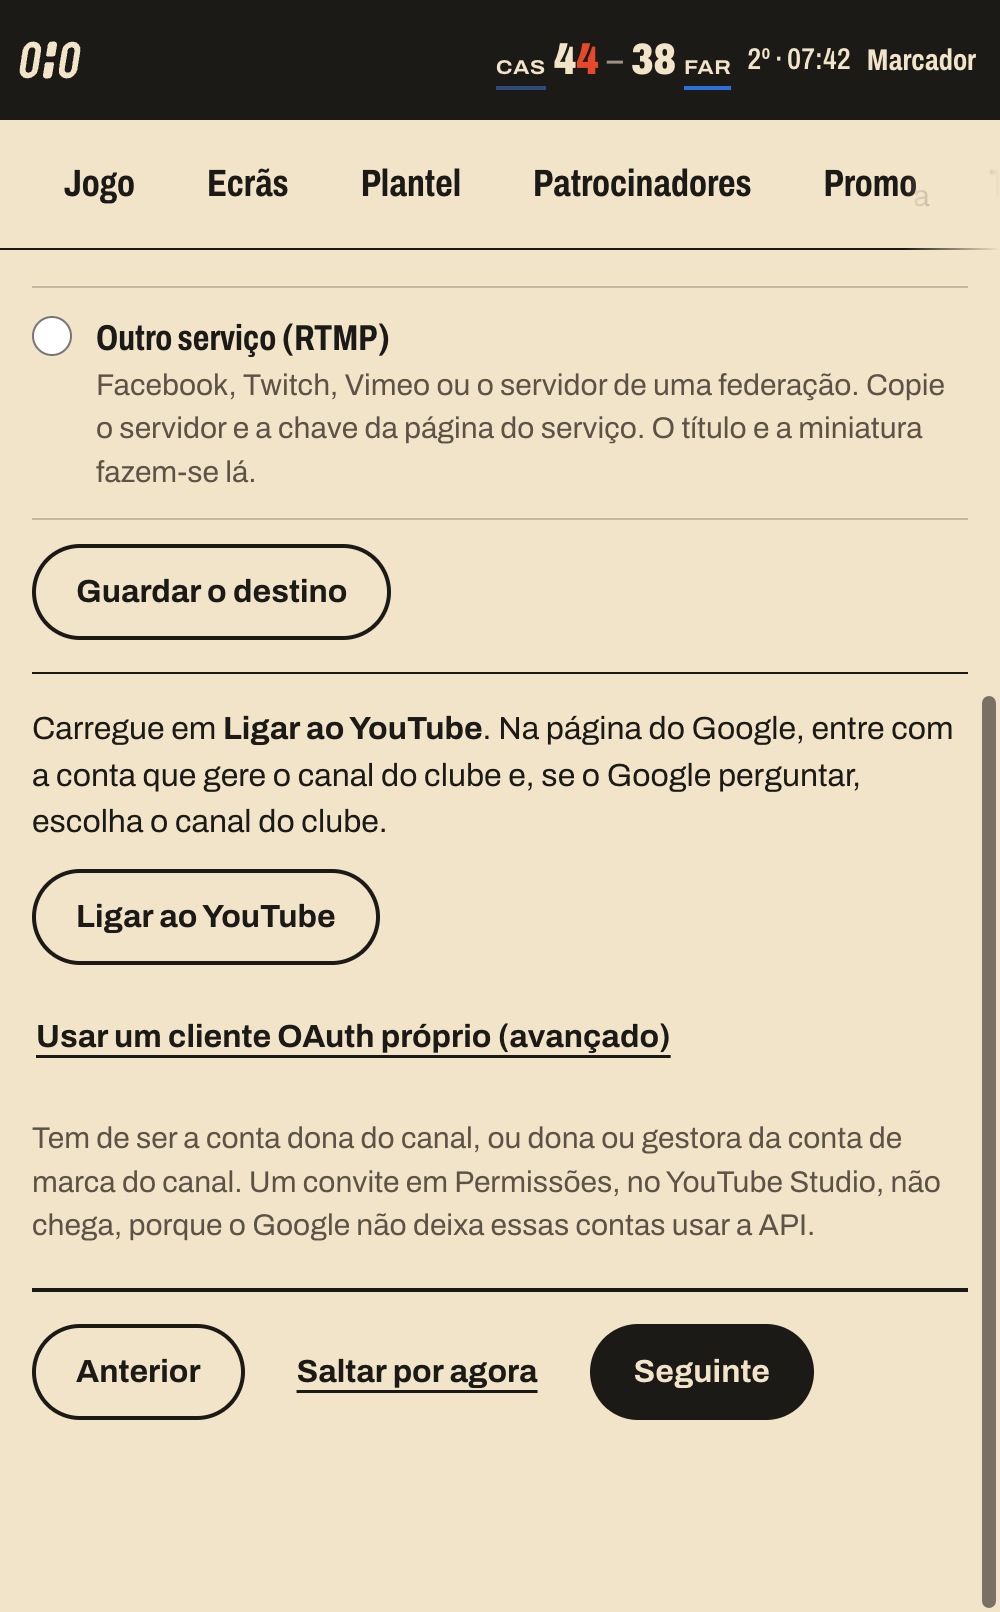 0:0
CAS 44 – 38 FAR 2º · 07:42 Marcador
Jogo Ecrãs Plantel Patrocinadores Promo
Outro serviço (RTMP)
Facebook, Twitch, Vimeo ou o servidor de uma federação. Copie
o servidor e a chave da página do serviço. O título e a miniatura
fazem-se lá.
Guardar o destino
Carregue em Ligar ao YouTube. Na página do Google, entre com
a conta que gere o canal do clube e, se o Google perguntar,
escolha o canal do clube.
Ligar ao YouTube
Usar um cliente OAuth próprio (avançado)
Tem de ser a conta dona do canal, ou dona ou gestora da conta de
marca do canal. Um convite em Permissões, no YouTube Studio, não
chega, porque o Google não deixa essas contas usar a API.
Anterior Saltar por agora Seguinte